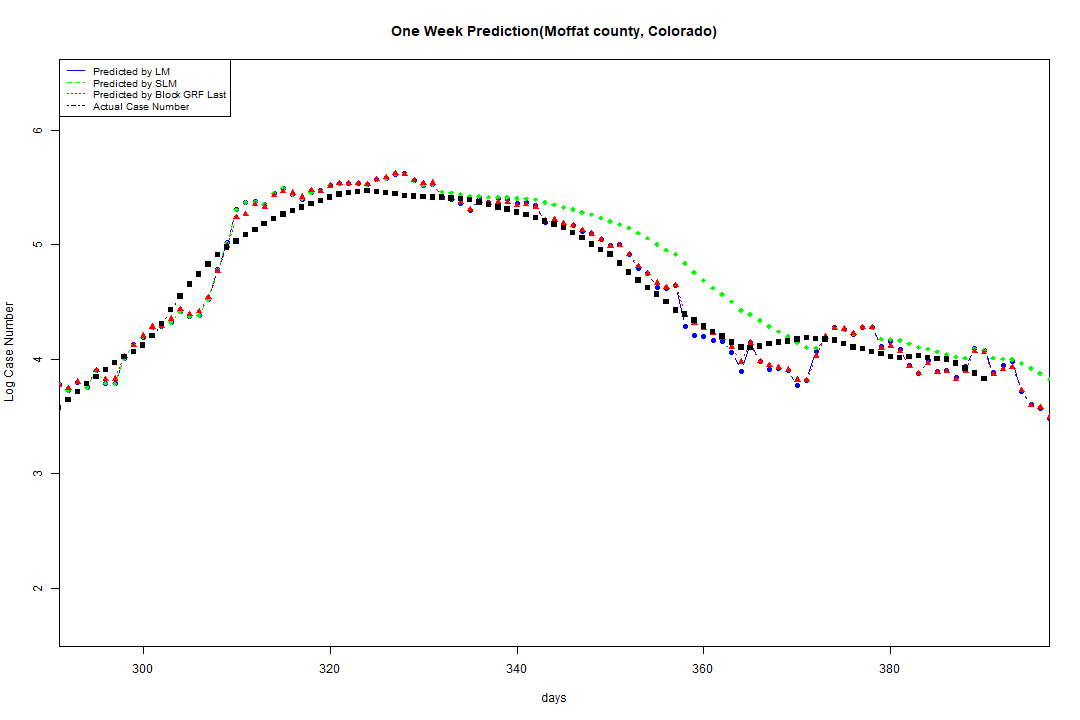 One Week Prediction(Moffat county, Colorado)
Predicted by LM
Predicted by SLM
Predicted by Block GRF Last
Actual Case Number
6
5
4
3
2
Log Case Number
300 320 340 360 380
days